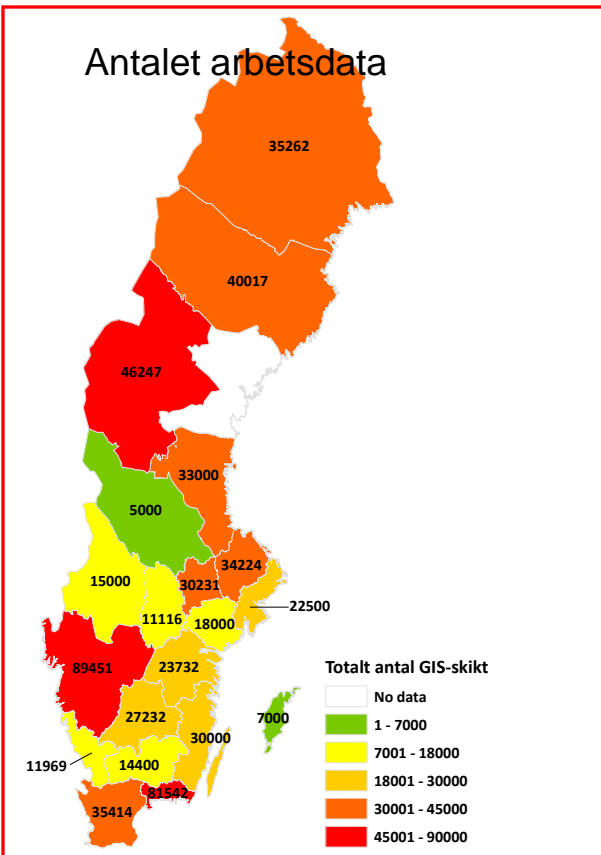 Antalet arbetsdata
35262
40017
46247
33000
5000
34224
30231
15000
22500
11116
18000
89451
23732
7000
27232
30000
11969
14400
81542
35414
Totalt antal GIS-skikt
No data
1 - 7000
7001 - 18000
18001 - 30000
30001 - 45000
45001 - 90000